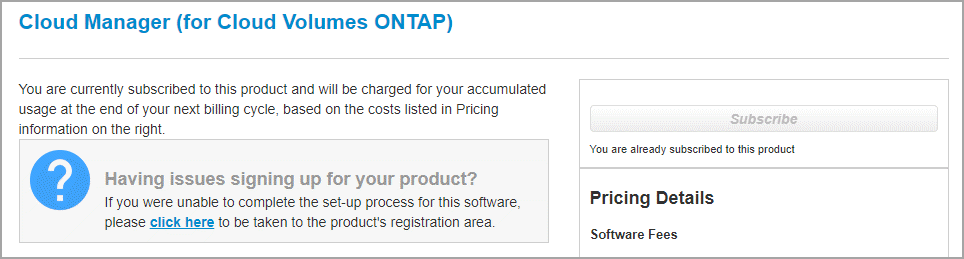 Cloud Manager (for Cloud Volumes ONTAP)
You are currently subscribed to this product and will be charged for your accumulated
usage at the end of your next billing cycle, based on the costs listed in Pricing
information on the right.
?
Having issues signing up for your product?
If you were unable to complete the set-up process for this software,
please click here to be taken to the product's registration area.
Subscribe
You are already subscribed to this product
Pricing Details
Software Fees